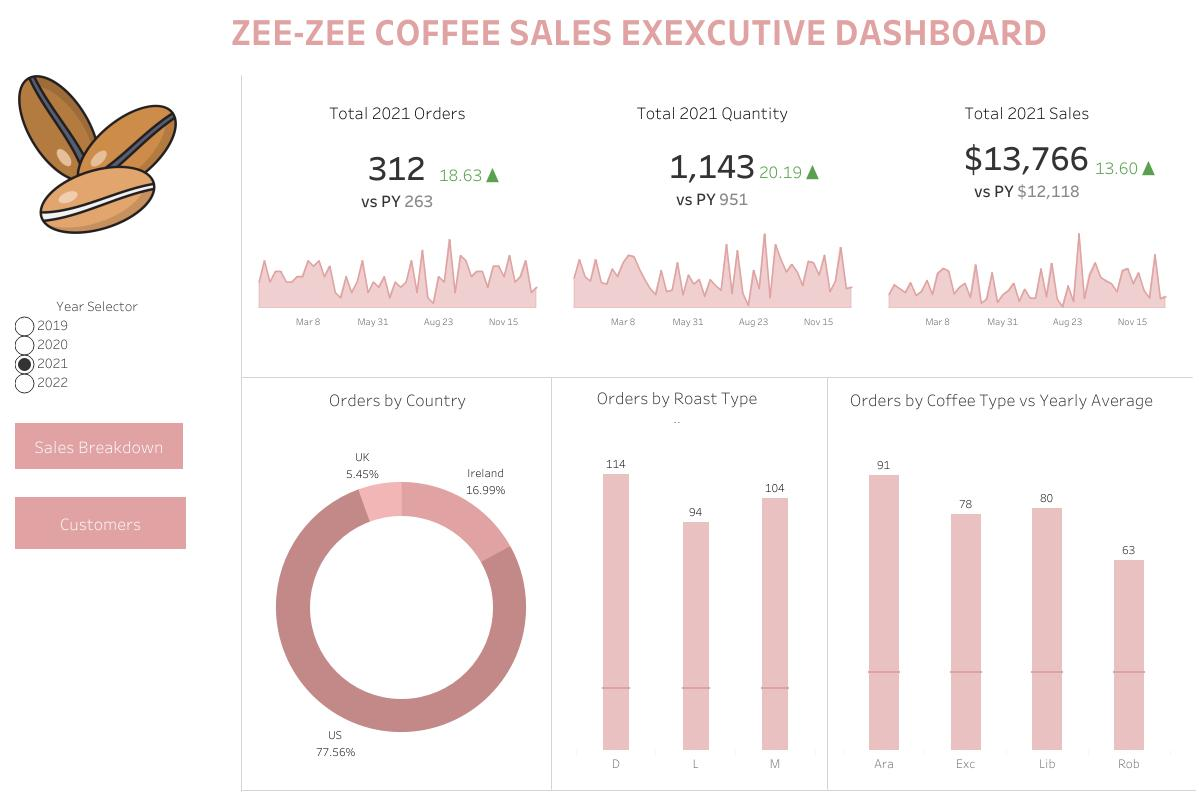 ZEE-ZEE COFFEE SALES EXEXCUTIVE DASHBOARD
Year Selector
2019
2020
2021
2022
Sales Breakdown
Customers
Total 2021 Orders
312 18.63 ▲
vs PY 263
Mar 8 May 31 Aug 23 Nov 15
Total 2021 Quantity
1,143 20.19 ▲
vs PY 951
Mar 8 May 31 Aug 23 Nov 15
Total 2021 Sales
$13,766 13.60 ▲
vs PY $12,118
Mar 8 May 31 Aug 23 Nov 15
Orders by Country
UK
5.45%
Ireland
16.99%
US
77.56%
Orders by Roast Type
114
94
104
D L M
Orders by Coffee Type vs Yearly Average
91
78
80
63
Ara Exc Lib Rob